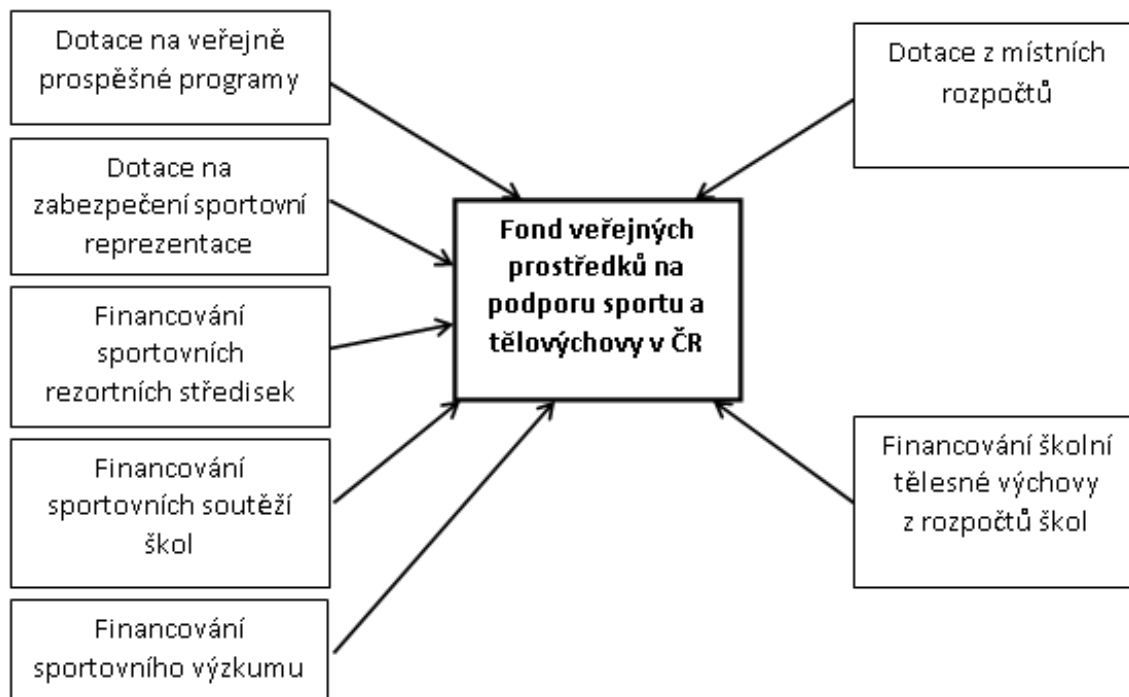 Dotace na veřejně
prospěšné programy
Dotace na
zabezpečení sportovní
reprezentace
Financování
sportovních
rezortních středisek
Financování
sportovních soutěží
škol
Financování
sportovního výzkumu
Fond veřejných
prostředků na
podporu sportu a
tělovýchovy v ČR
Dotace z místních
rozpočtů
Financování školní
tělesné výchovy
z rozpočtů škol